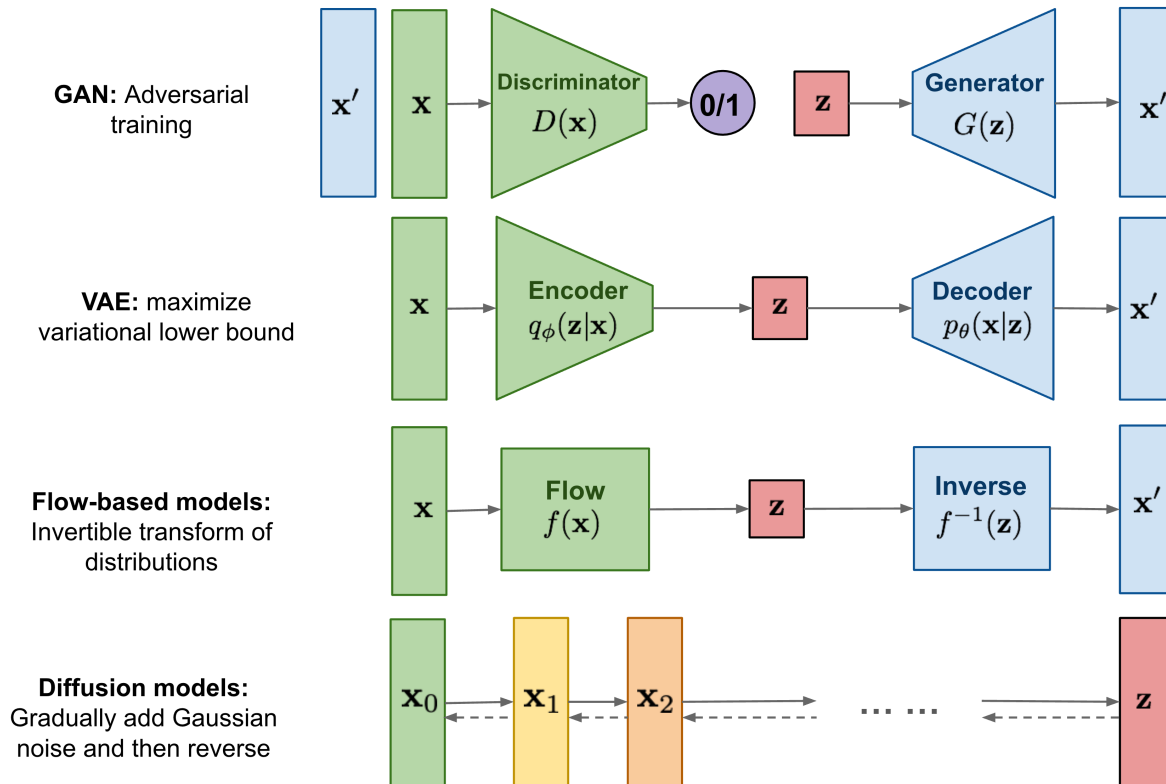 GAN: Adversarial
training
x′
x
Discriminator
D(x)
0/1
z
Generator
G(z)
x′
VAE: maximize
variational lower bound
x
Encoder
qϕ(z|x)
z
Decoder
pθ(x|z)
x′
Flow-based models:
Invertible transform of
distributions
x
Flow
f(x)
z
Inverse
f⁻¹(z)
x′
Diffusion models:
Gradually add Gaussian
noise and then reverse
x₀
x₁
x₂
... ...
z